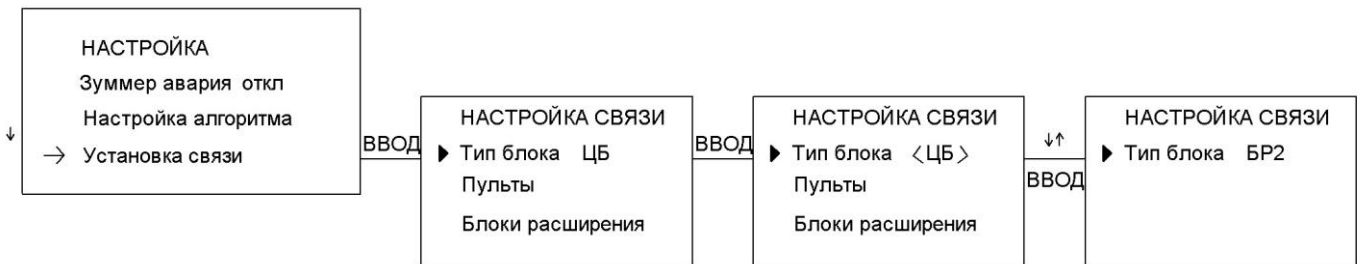 НАСТРОЙКА
Зуммер авария откл
Настройка алгоритма
↓
→ Установка связи
ВВОД
НАСТРОЙКА СВЯЗИ
▶ Тип блока ЦБ
Пульты
Блоки расширения
ВВОД
НАСТРОЙКА СВЯЗИ
▶ Тип блока <ЦБ>
Пульты
Блоки расширения
↓↑
ВВОД
НАСТРОЙКА СВЯЗИ
▶ Тип блока БР2